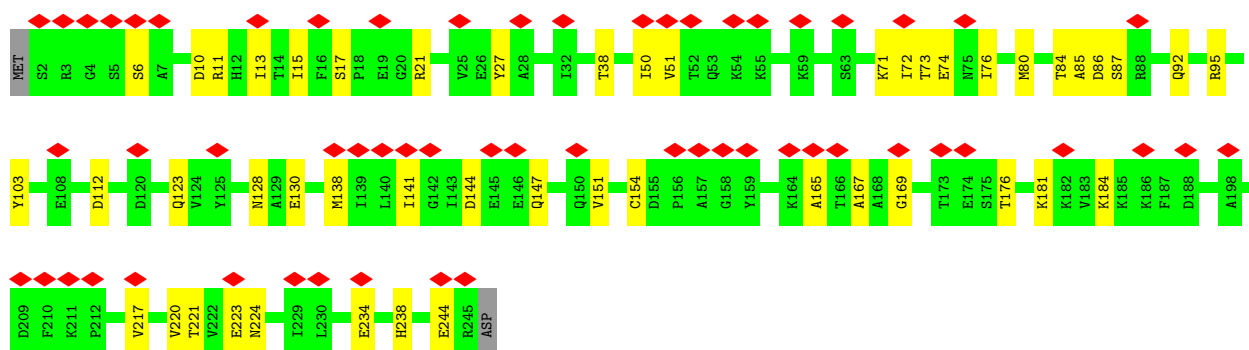 MET S2 R3 G4 S5 S6 A7 D10 R11 H12 I13 T14 I15 F16 S17 P18 E19 G20 R21 V25 E26 Y27 A28 I32 T38 I50 V51 T52 Q53 K54 K55 K59 S63 K71 I72 T73 E74 N75 I76 M80 T84 A85 D86 S87 R88 Q92 R95
Y103 E108 D112 D120 Q123 V124 Y125 N128 A129 E130 M138 I139 L140 I141 G142 I143 D144 E145 E146 Q147 Q150 V151 C154 D155 P156 A157 G158 Y159 K164 A165 T166 A167 A168 G169 T173 E174 S175 T176 K181 K182 V183 K184 K185 K186 F187 D188 A198
D209 F210 K211 P212 V217 V220 T221 V222 E223 N224 I229 L230 E234 H238 E244 R245 ASP